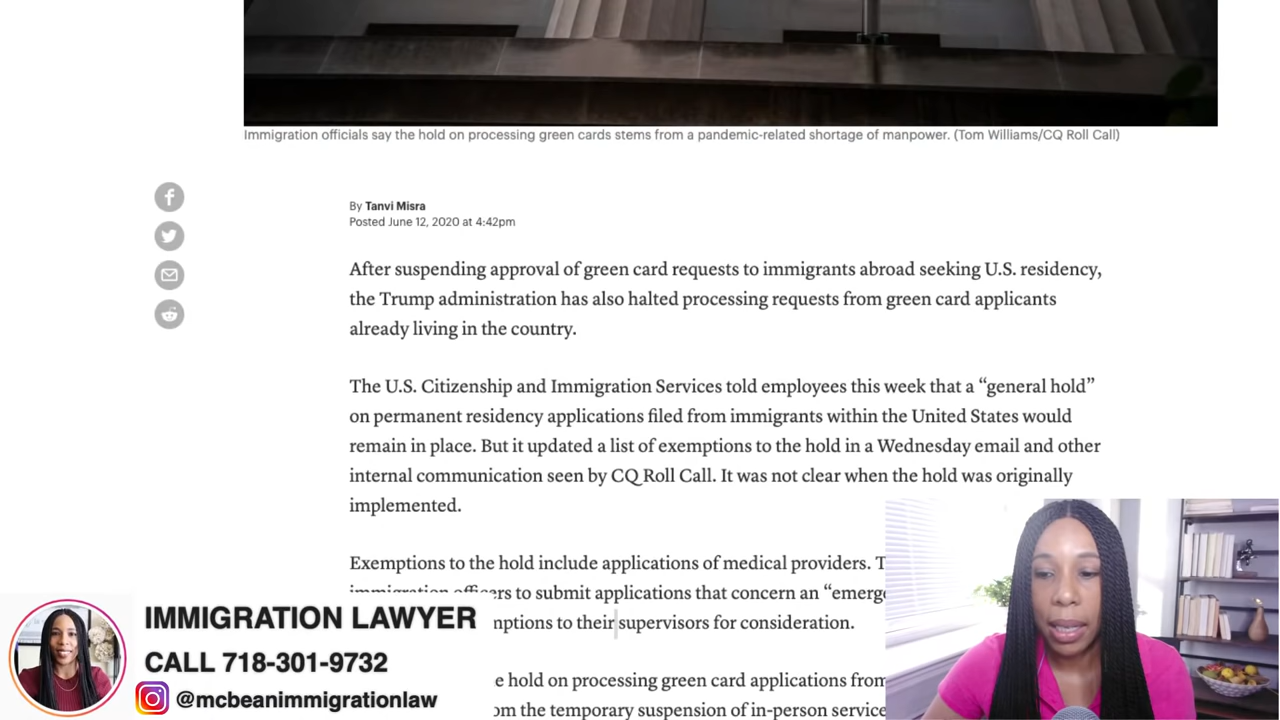 Immigration officials say the hold on processing green cards stems from a pandemic-related shortage of manpower. (Tom Williams/CQ Roll Call)
By Tanvi Misra
Posted June 12, 2020 at 4:42pm
After suspending approval of green card requests to immigrants abroad seeking U.S. residency,
the Trump administration has also halted processing requests from green card applicants
already living in the country.
The U.S. Citizenship and Immigration Services told employees this week that a “general hold”
on permanent residency applications filed from immigrants within the United States would
remain in place. But it updated a list of exemptions to the hold in a Wednesday email and other
internal communication seen by CQ Roll Call. It was not clear when the hold was originally
implemented.
Exemptions to the hold include applications of medical providers. T
immigration officers to submit applications that concern an “emerge
nptions to their supervisors for consideration.
e hold on processing green card applications from
om the temporary suspension of in-person service
IMMIGRATION LAWYER
CALL 718-301-9732
@mcbeanimmigrationlaw